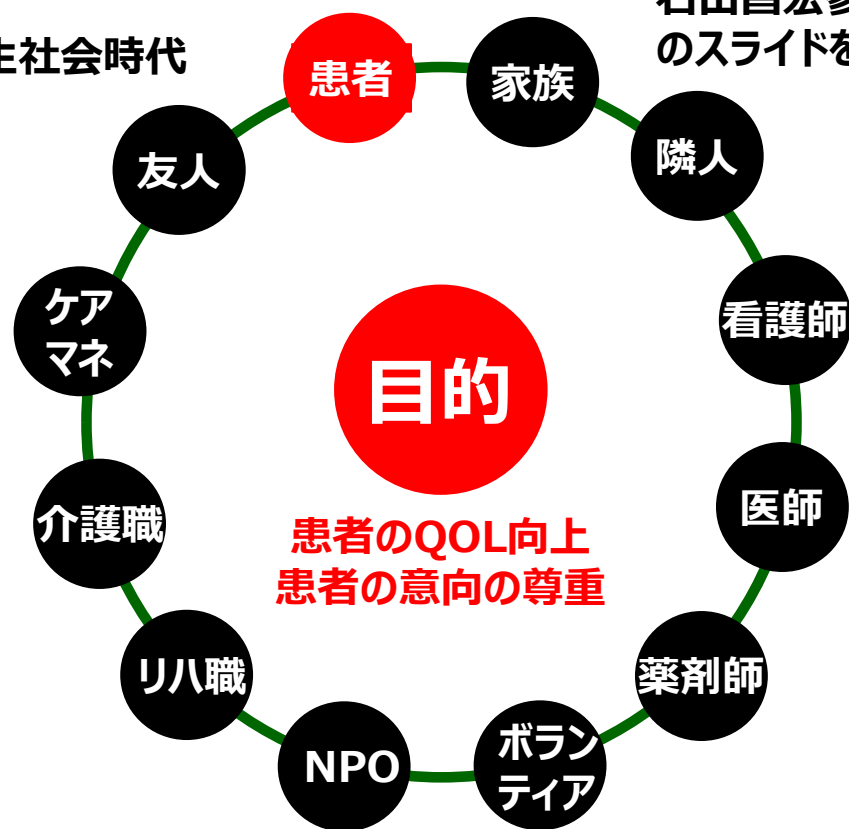 生社会時代
のスライドを
患者
家族
隣人
看護師
医師
薬剤師
ボラン
ティア
NPO
リハ職
介護職
ケア
マネ
友人
目的
患者のQOL向上
患者の意向の尊重